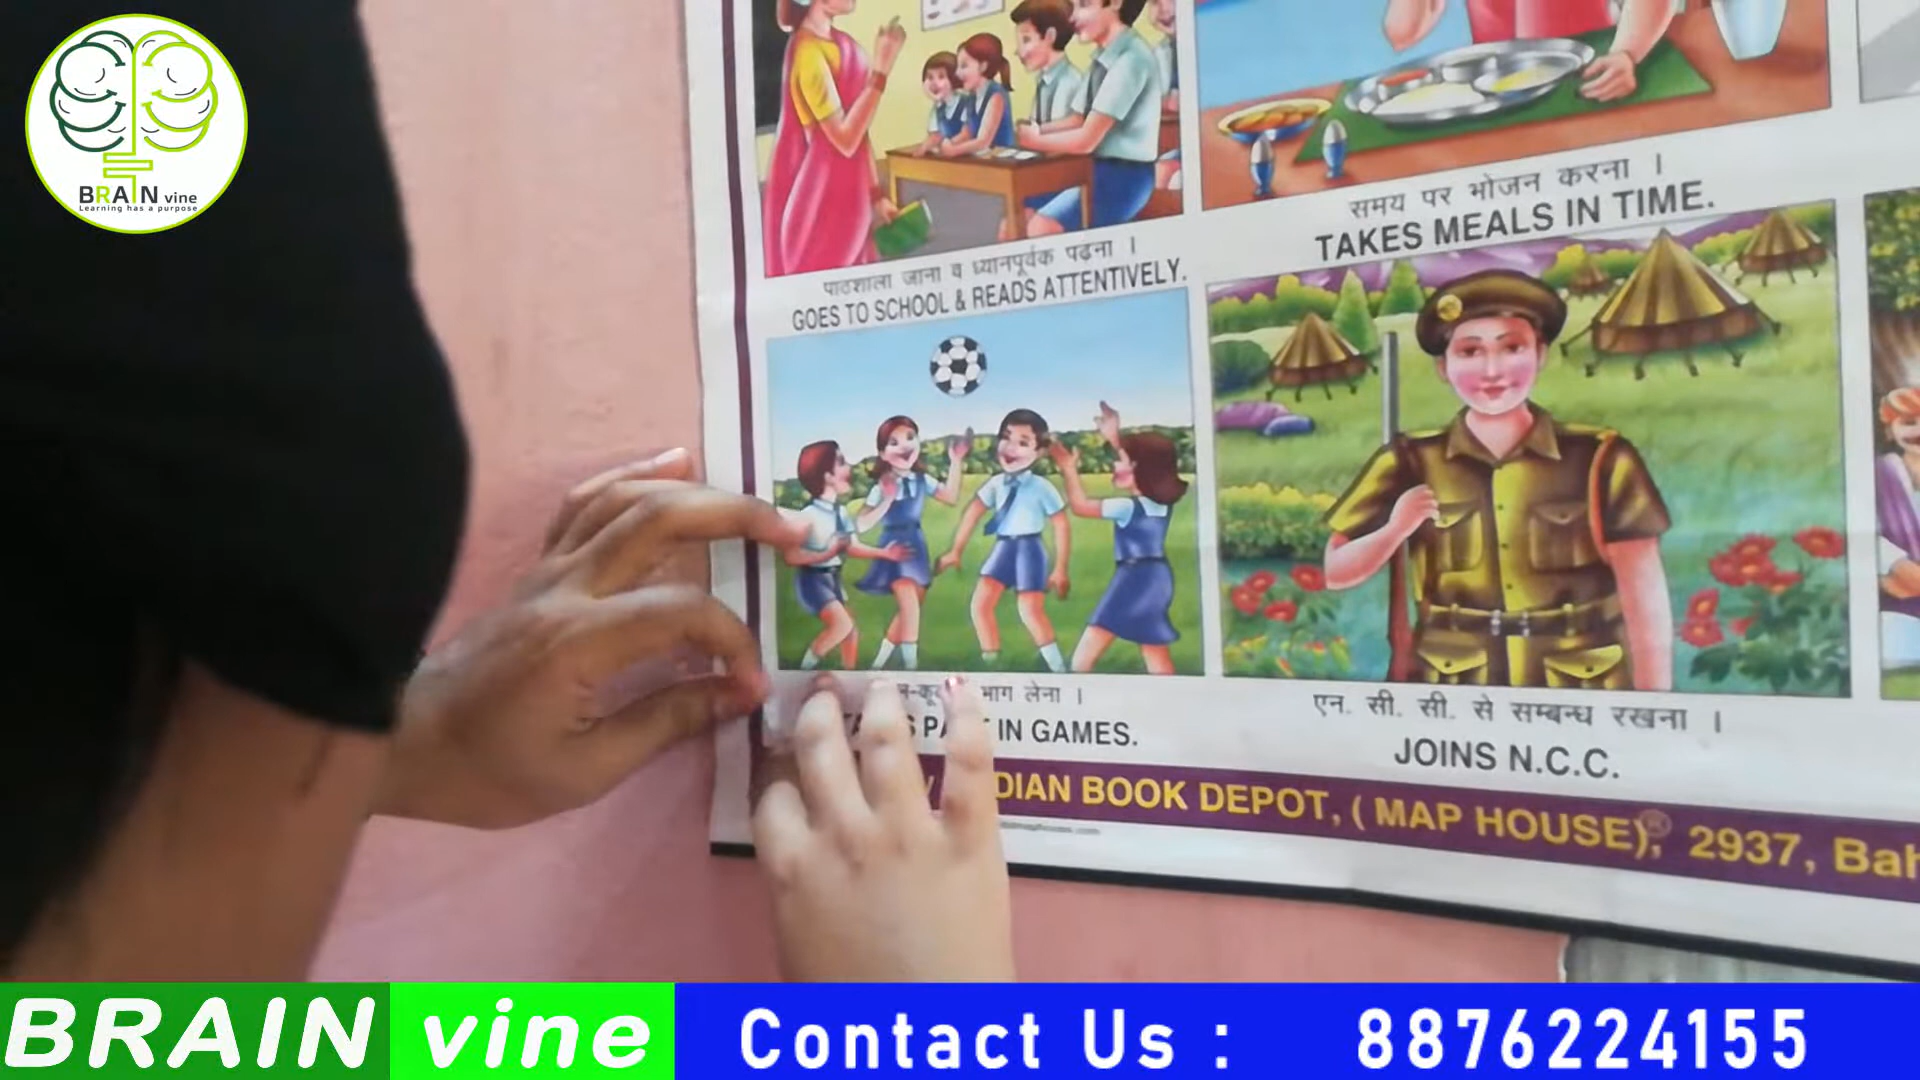 BRAIN vine
Learning has a purpose
समय पर भोजन करना ।
TAKES MEALS IN TIME.
पाठशाला जाना व ध्यानपूर्वक पढ़ना ।
GOES TO SCHOOL & READS ATTENTIVELY.
भाग लेना ।
IN GAMES.
एन. सी. सी. से सम्बन्ध रखना ।
JOINS N.C.C.
BOOK DEPOT, ( MAP HOUSE)®, 2937,
BRAIN vine
Contact Us : 8876224155